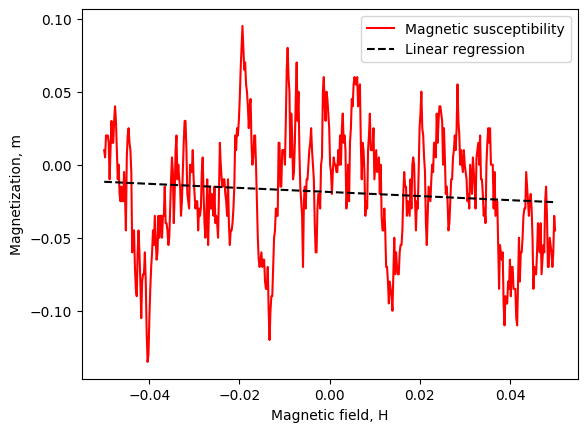 0.10
0.05
0.00
−0.05
−0.10
Magnetization, m
Magnetic susceptibility
Linear regression
−0.04
−0.02
0.00
0.02
0.04
Magnetic field, H